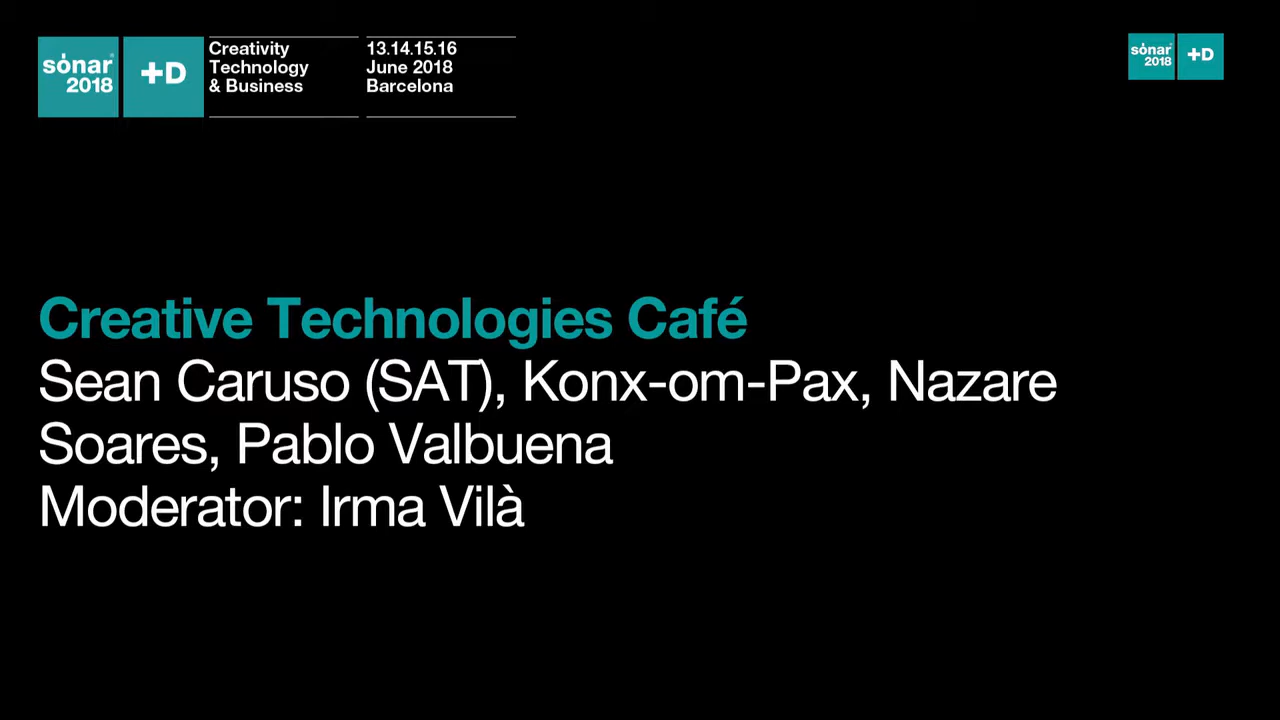 sónar
2018
+D
Creativity
Technology
& Business
13.14.15.16
June 2018
Barcelona
sónar
2018
+D
Creative Technologies Café
Sean Caruso (SAT), Konx-om-Pax, Nazare
Soares, Pablo Valbuena
Moderator: Irma Vilà